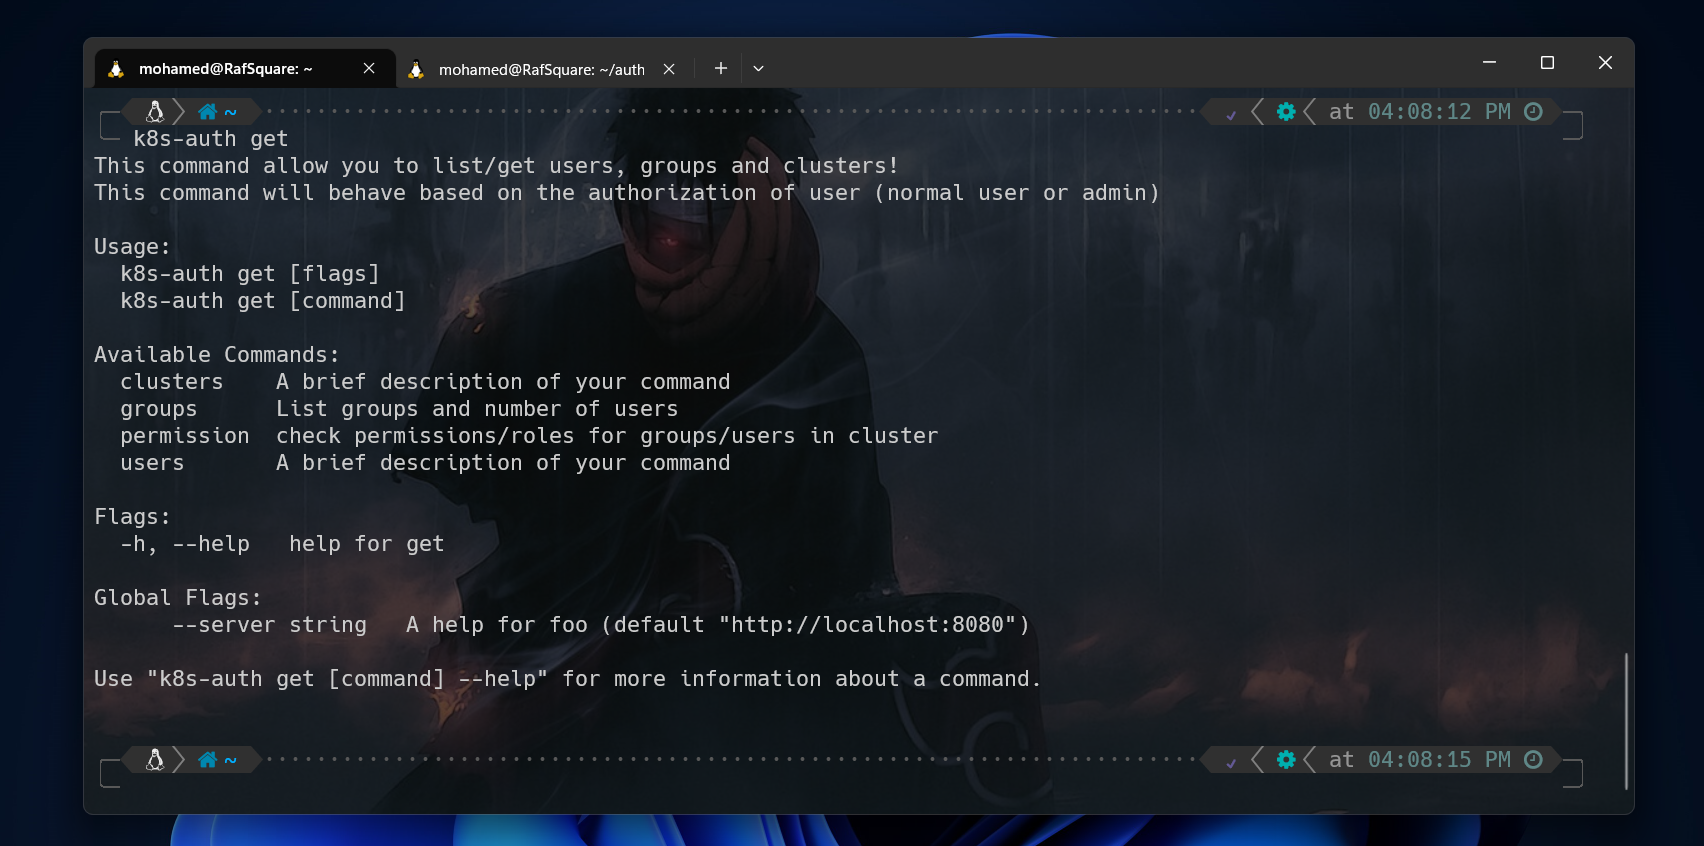 mohamed@RafSquare: ~
mohamed@RafSquare: ~/auth
~ at 04:08:12 PM
k8s-auth get
This command allow you to list/get users, groups and clusters!
This command will behave based on the authorization of user (normal user or admin)
Usage:
k8s-auth get [flags]
k8s-auth get [command]
Available Commands:
clusters A brief description of your command
groups List groups and number of users
permission check permissions/roles for groups/users in cluster
users A brief description of your command
Flags:
-h, --help help for get
Global Flags:
--server string A help for foo (default "http://localhost:8080")
Use "k8s-auth get [command] --help" for more information about a command.
~ at 04:08:15 PM